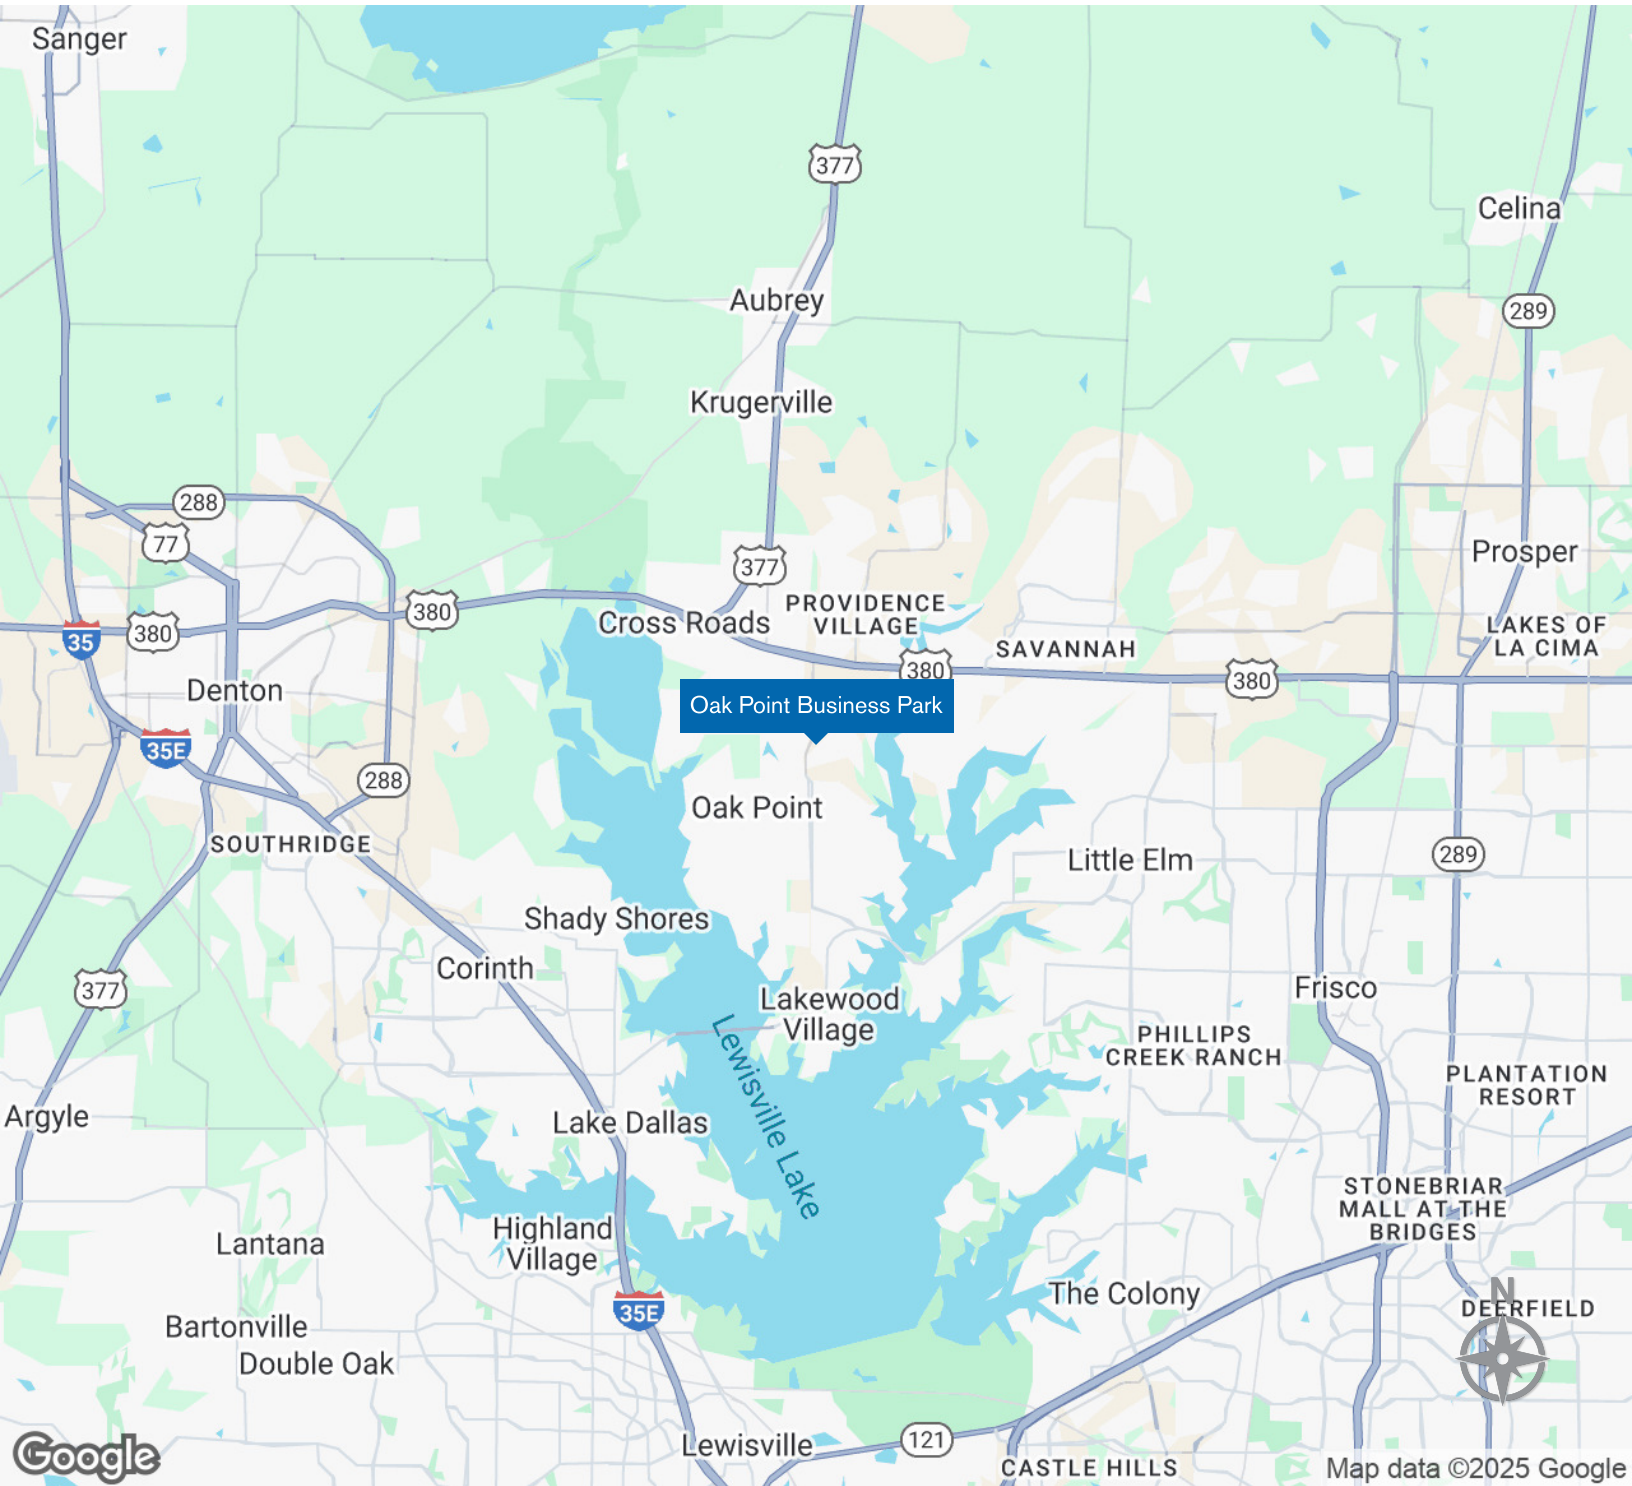 Sanger
377
Celina
Aubrey
289
Krugerville
288
77
377
Prosper
380
PROVIDENCE
VILLAGE
Cross Roads
35
380
SAVANNAH
LAKES OF
LA CIMA
380
380
Denton
Oak Point Business Park
35E
288
Oak Point
SOUTHRIDGE
Little Elm
289
Shady Shores
Corinth
377
Frisco
Lakewood
Village
PHILLIPS
CREEK RANCH
Lewisville Lake
PLANTATION
RESORT
Argyle
Lake Dallas
STONEBRIAR
MALL AT THE
BRIDGES
Highland
Village
Lantana
The Colony
N
35E
DEERFIELD
Bartonville
Double Oak
Lewisville
121
CASTLE HILLS
Google
Map data ©2025 Google